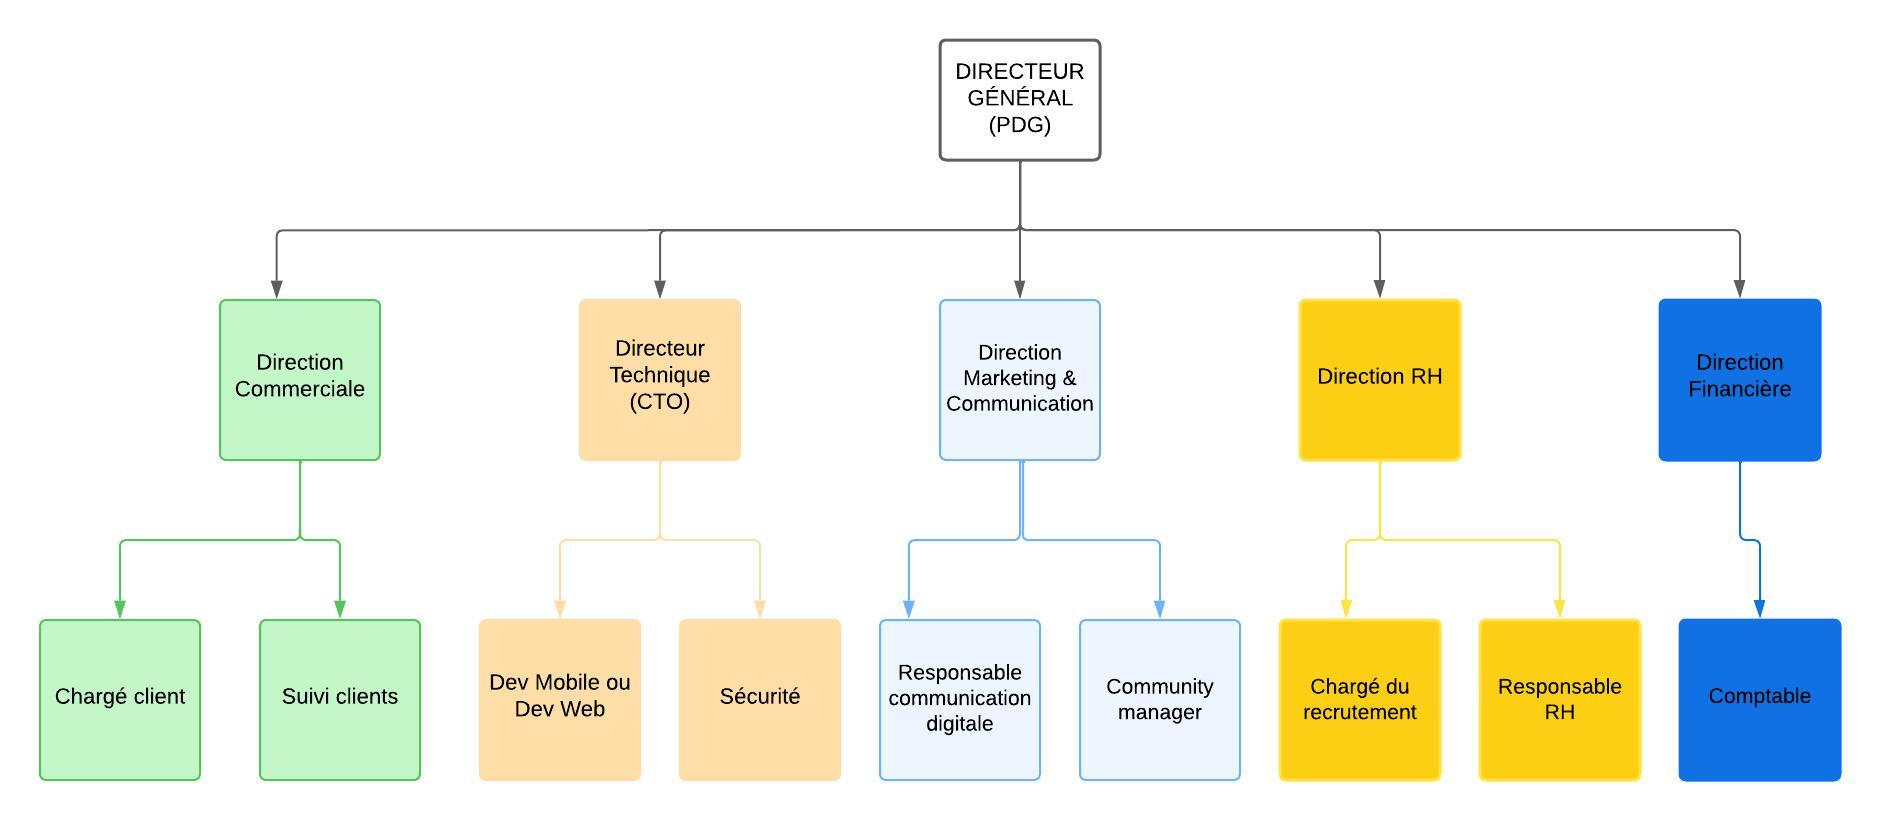 DIRECTEUR
GÉNÉRAL
(PDG)
Direction
Commerciale
Directeur
Technique
(CTO)
Direction
Marketing &
Communication
Direction RH
Direction
Financière
Chargé client
Suivi clients
Dev Mobile ou
Dev Web
Sécurité
Responsable
communication
digitale
Community
manager
Chargé du
recrutement
Responsable
RH
Comptable